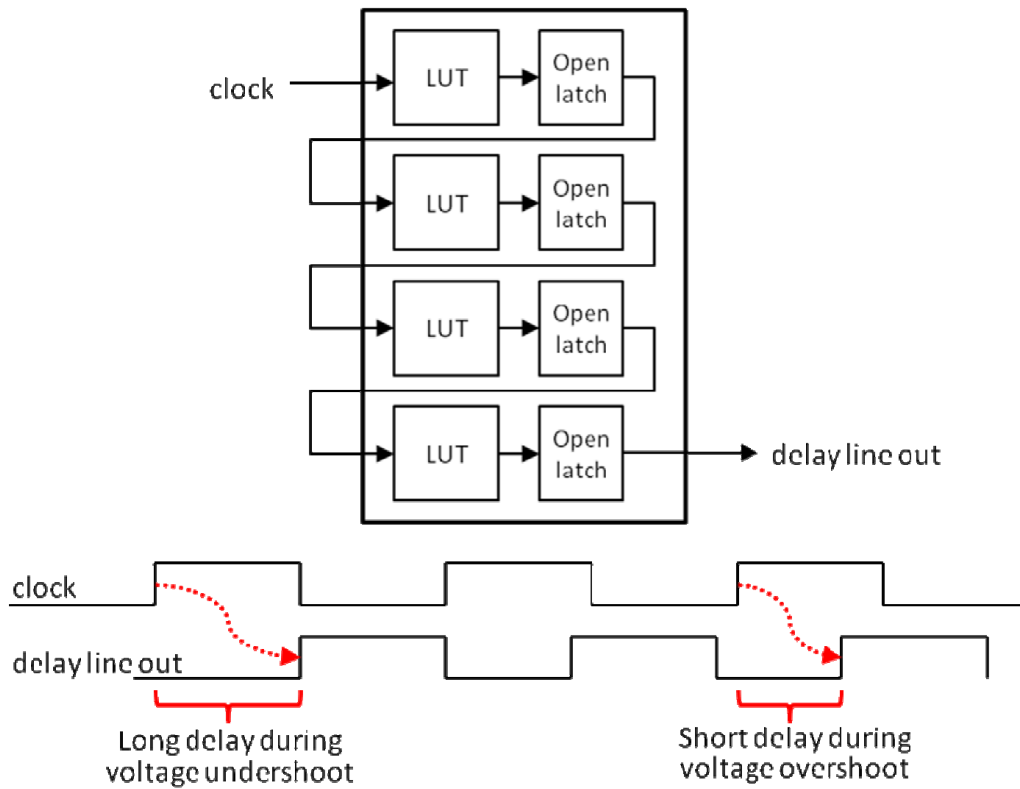 clock
LUT
Open
latch
LUT
Open
latch
LUT
Open
latch
LUT
Open
latch
delay line out
clock
delay line out
Long delay during
voltage undershoot
Short delay during
voltage overshoot